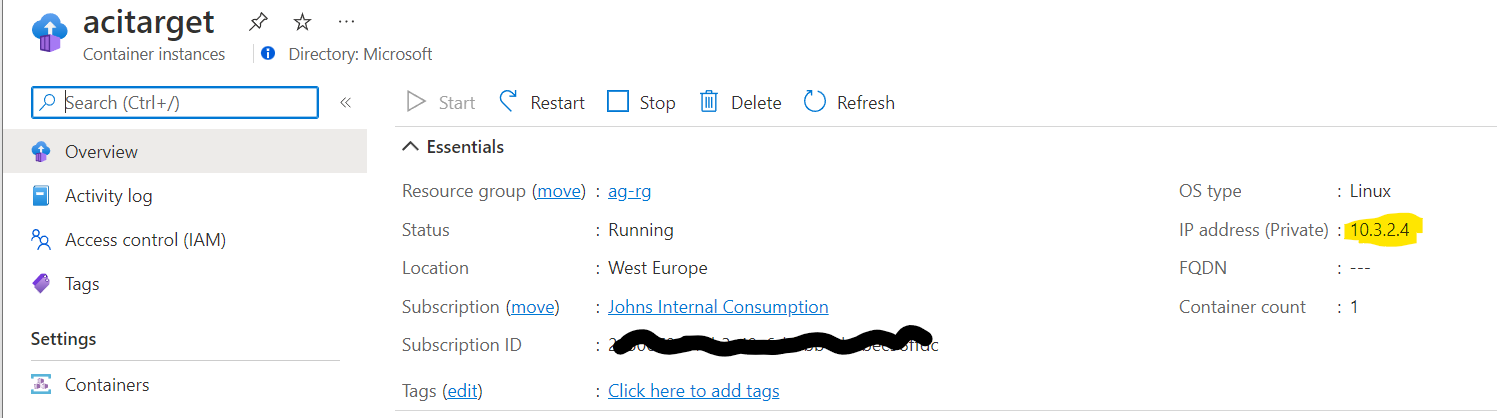 acitarget
Container instances
Directory: Microsoft
Search (Ctrl+/)
Start Restart Stop Delete Refresh
Overview
Activity log
Access control (IAM)
Tags
Settings
Containers
Essentials
Resource group (move) : ag-rg
Status : Running
Location : West Europe
Subscription (move) : Johns Internal Consumption
Subscription ID :
Tags (edit) : Click here to add tags
OS type : Linux
IP address (Private) : 10.3.2.4
FQDN : ---
Container count : 1